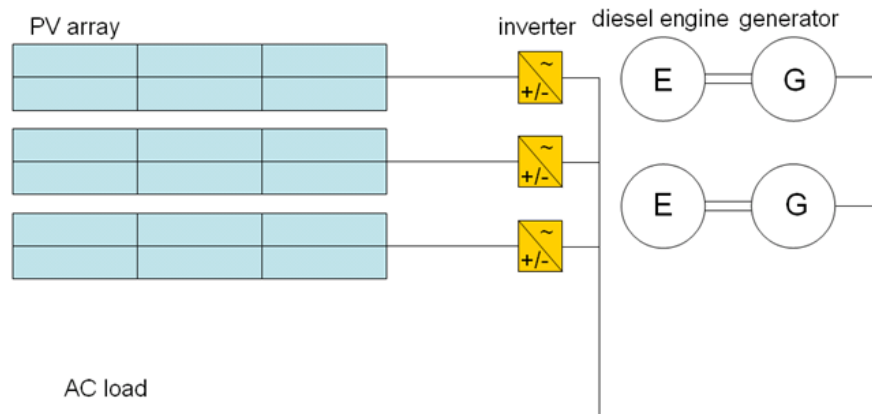 PV array
inverter
diesel engine generator
~
+/-
E
G
~
+/-
E
G
~
+/-
AC load